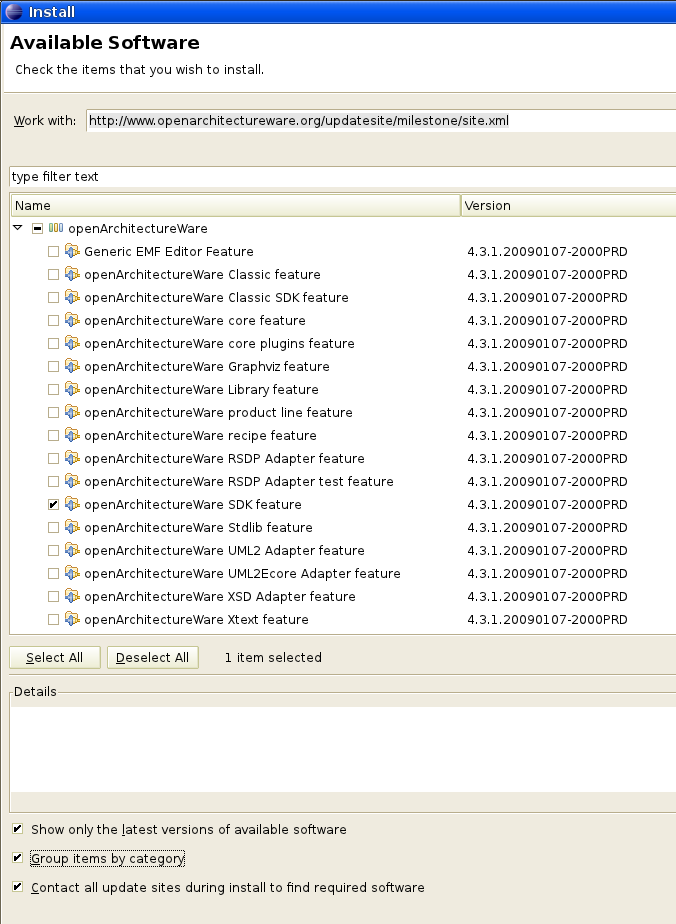 Install
Available Software
Check the items that you wish to install.
Work with: http://www.openarchitectureware.org/updatesite/milestone/site.xml
type filter text
Name Version
openArchitectureWare
Generic EMF Editor Feature 4.3.1.20090107-2000PRD
openArchitectureWare Classic feature 4.3.1.20090107-2000PRD
openArchitectureWare Classic SDK feature 4.3.1.20090107-2000PRD
openArchitectureWare core feature 4.3.1.20090107-2000PRD
openArchitectureWare core plugins feature 4.3.1.20090107-2000PRD
openArchitectureWare Graphviz feature 4.3.1.20090107-2000PRD
openArchitectureWare Library feature 4.3.1.20090107-2000PRD
openArchitectureWare product line feature 4.3.1.20090107-2000PRD
openArchitectureWare recipe feature 4.3.1.20090107-2000PRD
openArchitectureWare RSDP Adapter feature 4.3.1.20090107-2000PRD
openArchitectureWare RSDP Adapter test feature 4.3.1.20090107-2000PRD
openArchitectureWare SDK feature 4.3.1.20090107-2000PRD
openArchitectureWare Stdlib feature 4.3.1.20090107-2000PRD
openArchitectureWare UML2 Adapter feature 4.3.1.20090107-2000PRD
openArchitectureWare UML2Ecore Adapter feature 4.3.1.20090107-2000PRD
openArchitectureWare XSD Adapter feature 4.3.1.20090107-2000PRD
openArchitectureWare Xtext feature 4.3.1.20090107-2000PRD
Select All Deselect All 1 item selected
Details
Show only the latest versions of available software
Group items by category
Contact all update sites during install to find required software